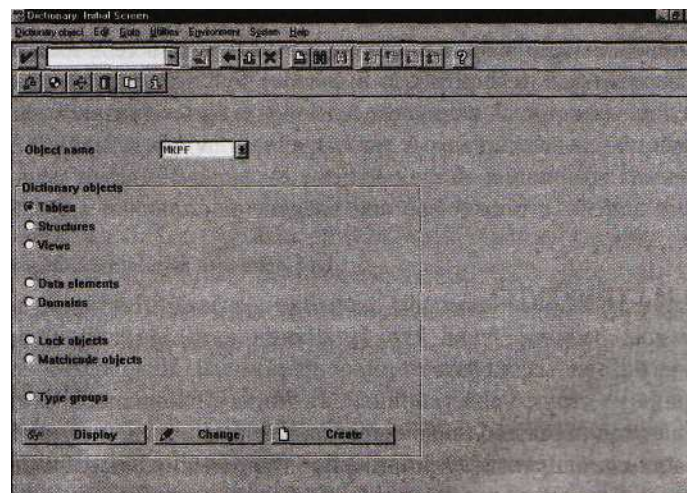 Dictionary: Initial Screen
Dictionary object Edit Goto Utilities Environment System Help
Object name MKPF
Dictionary objects
Tables
Structures
Views
Data elements
Domains
Lock objects
Matchcode objects
Type groups
Display Change Create